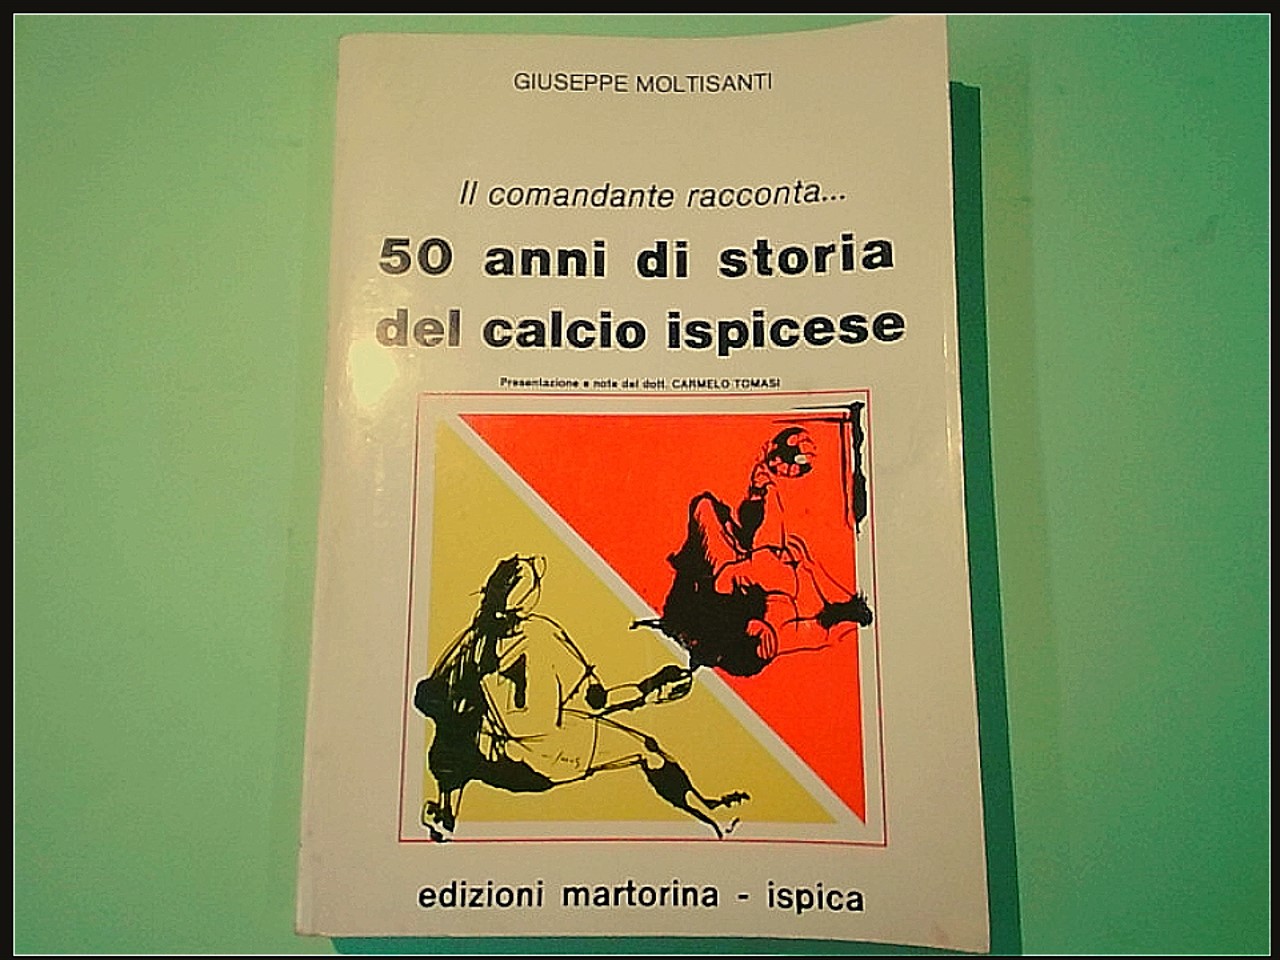 GIUSEPPE MOLTISANTI
Il comandante racconta...
50 anni di storia
del calcio ispicese
Presentazione e note del dott. CARMELO TOMASI
1
edizioni martorina - ispica